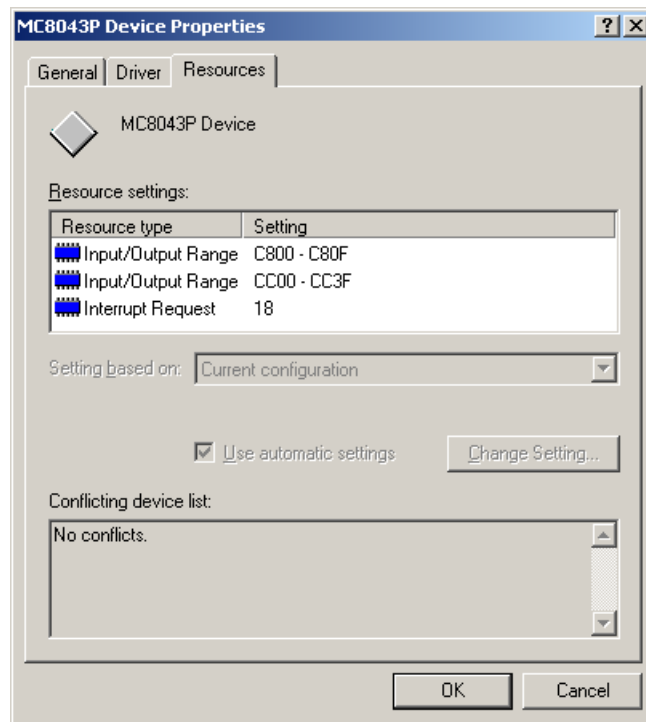 MC8043P Device Properties
General Driver Resources
MC8043P Device
Resource settings:
Resource type Setting
Input/Output Range C800 - C80F
Input/Output Range CC00 - CC3F
Interrupt Request 18
Setting based on: Current configuration
Use automatic settings Change Setting...
Conflicting device list:
No conflicts.
OK Cancel